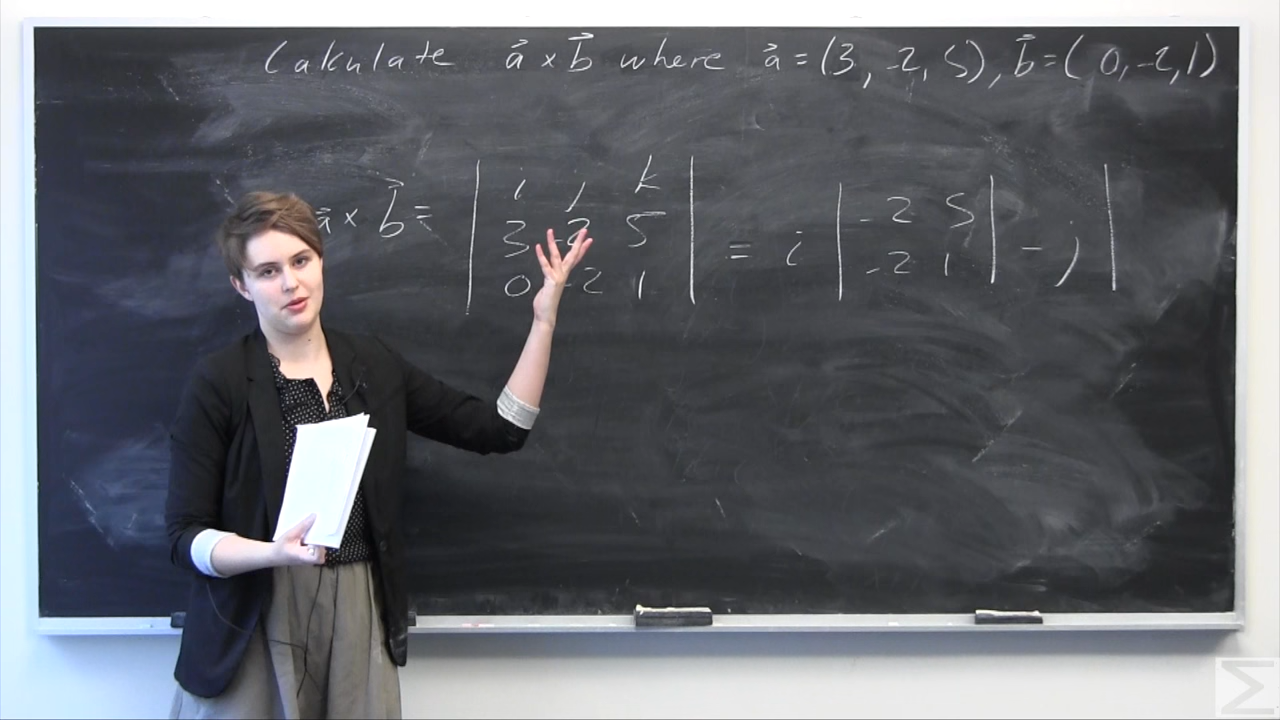 Calculate a⃗ × b⃗ where a⃗ = (3, -2, 5), b⃗ = (0, -2, 1)
a⃗ × b⃗ = | i j k | = i | -2 5 | - j |
3 -2 5
-2 1
0 -2 1
Σ